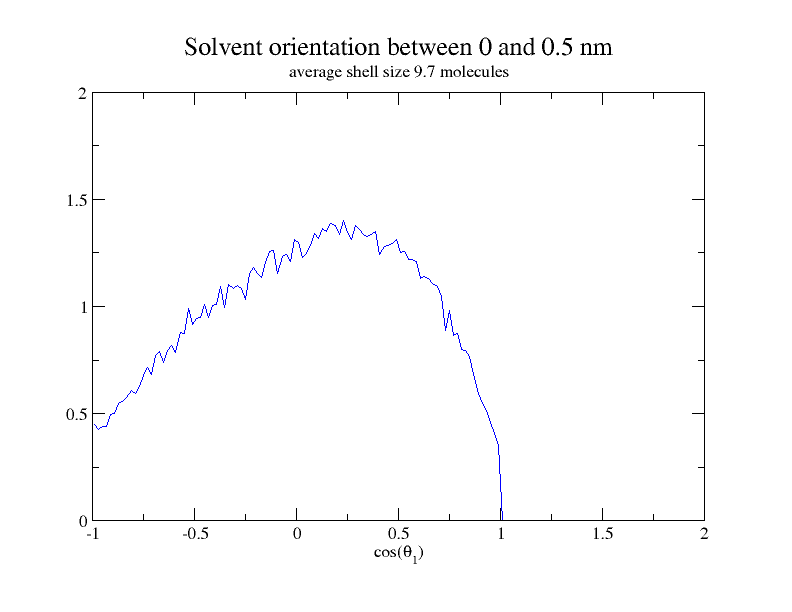 Solvent orientation between 0 and 0.5 nm
average shell size 9.7 molecules
2
1.5
1
0.5
0
-1 -0.5 0 0.5 1 1.5 2
cos(θ₁)